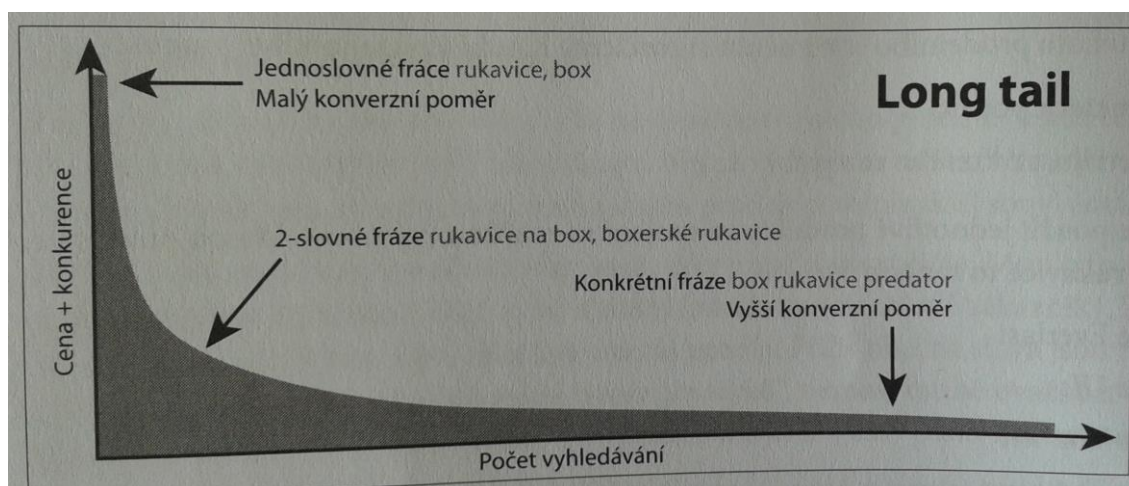 Long tail
Jednoslovné fráce rukavice, box
Malý konverzní poměr
2-slovné fráze rukavice na box, boxerské rukavice
Konkrétní fráze box rukavice predator
Vyšší konverzní poměr
Cena + konkurence
Počet vyhledávání